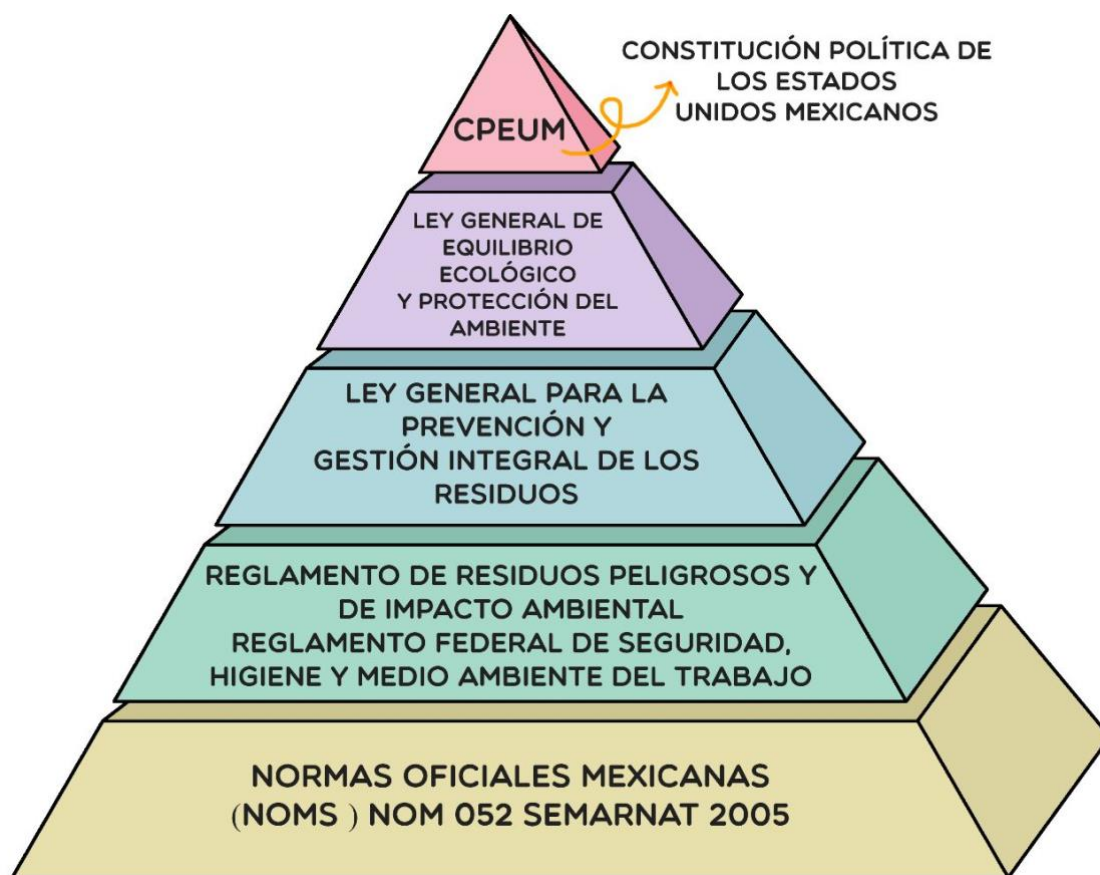 CONSTITUCIÓN POLÍTICA DE
LOS ESTADOS
UNIDOS MEXICANOS
CPEUM
LEY GENERAL DE
EQUILIBRIO
ECOLÓGICO
Y PROTECCIÓN DEL
AMBIENTE
LEY GENERAL PARA LA
PREVENCIÓN Y
GESTIÓN INTEGRAL DE LOS
RESIDUOS
REGLAMENTO DE RESIDUOS PELIGROSOS Y
DE IMPACTO AMBIENTAL
REGLAMENTO FEDERAL DE SEGURIDAD,
HIGIENE Y MEDIO AMBIENTE DEL TRABAJO
NORMAS OFICIALES MEXICANAS
(NOMS ) NOM 052 SEMARNAT 2005